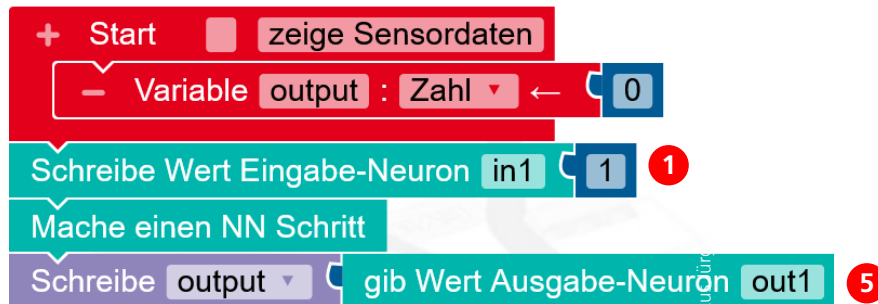 + Start zeige Sensordaten
− Variable output : Zahl ▾ ← 0
Schreibe Wert Eingabe-Neuron in1 1 1
Mache einen NN Schritt
Schreibe output ▾ gib Wert Ausgabe-Neuron out1 5